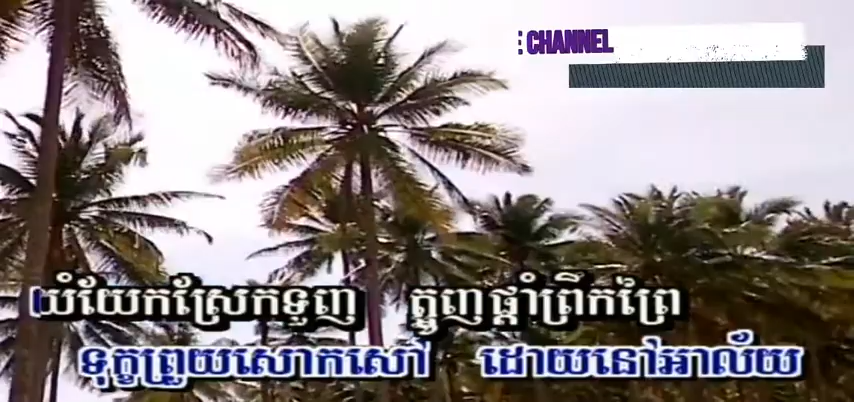 : CHANNEL
យំយែកស្រែកទួញ ត្អូញផ្ដាំព្រឹកព្រៃ
ទុក្ខព្រួយសោកសៅ ដោយនៅអាល័យ